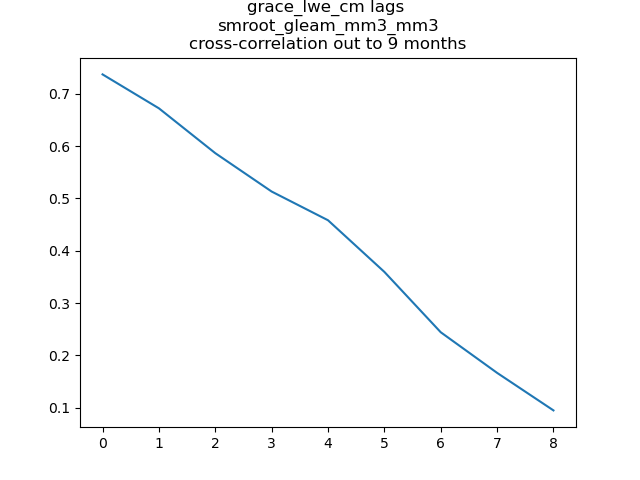 grace_lwe_cm lags
smroot_gleam_mm3_mm3
cross-correlation out to 9 months
0.7
0.6
0.5
0.4
0.3
0.2
0.1
0 1 2 3 4 5 6 7 8